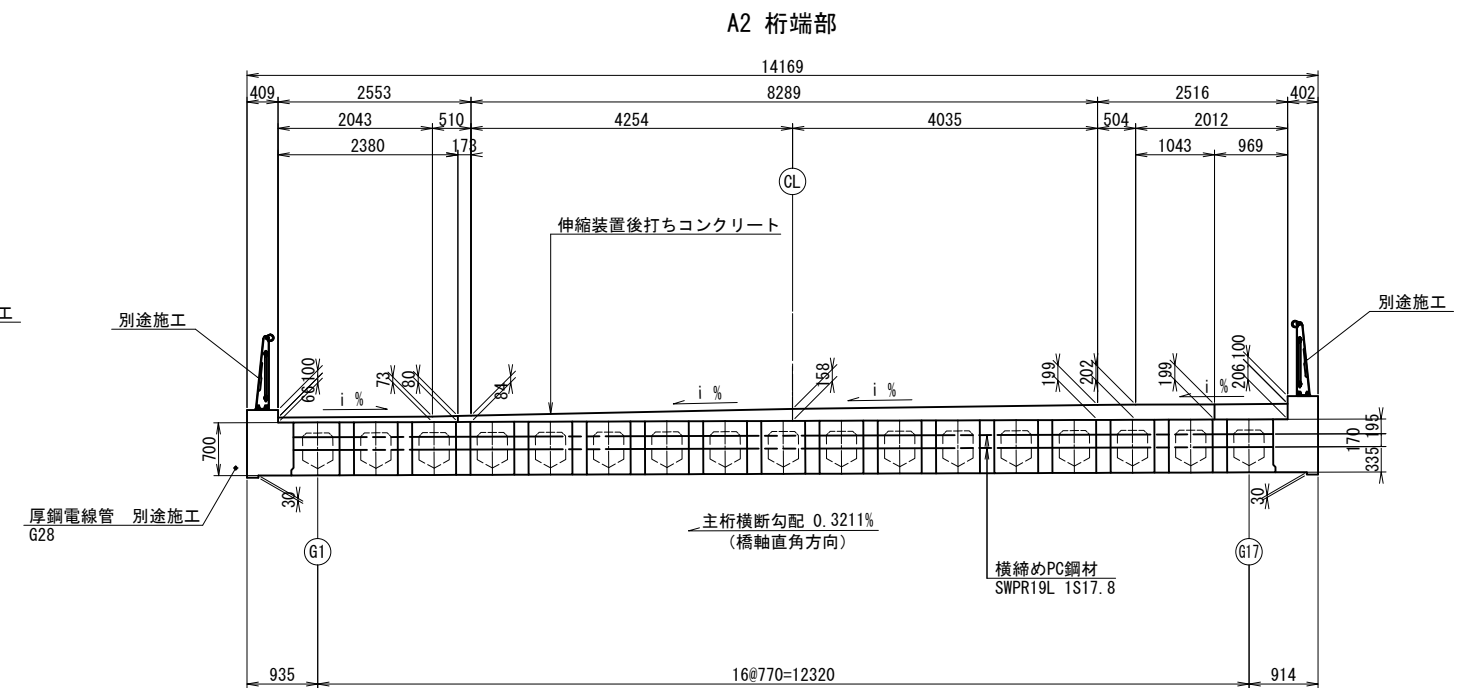 A2 桁端部
14169
409 2553 8289 2516 402
2043 510 4254 4035 504 2012
2380 173 1043 969
CL
伸縮装置後打ちコンクリート
工
別途施工
別途施工
66 100 73 80 84 158 199 202 199 206 100
i % i % i % i %
700
195
170
335
30
30
厚鋼電線管 別途施工
G28
主桁横断勾配 0.3211%
(橋軸直角方向)
G1
G17
横締めPC鋼材
SWPR19L 1S17.8
935 16@770=12320 914